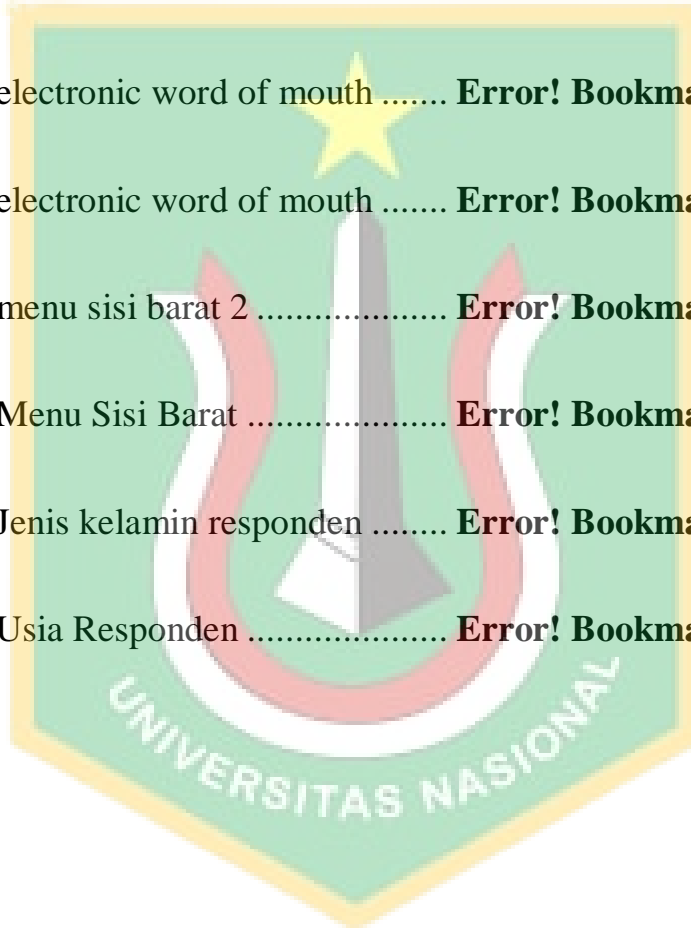 electronic word of mouth ....... Error! Bookma
electronic word of mouth ....... Error! Bookma
menu sisi barat 2 ................... Error! Bookma
Menu Sisi Barat .................... Error! Bookma
Jenis kelamin responden ........ Error! Bookma
Usia Responden .................... Error! Bookma
UNIVERSITAS NASIONAL